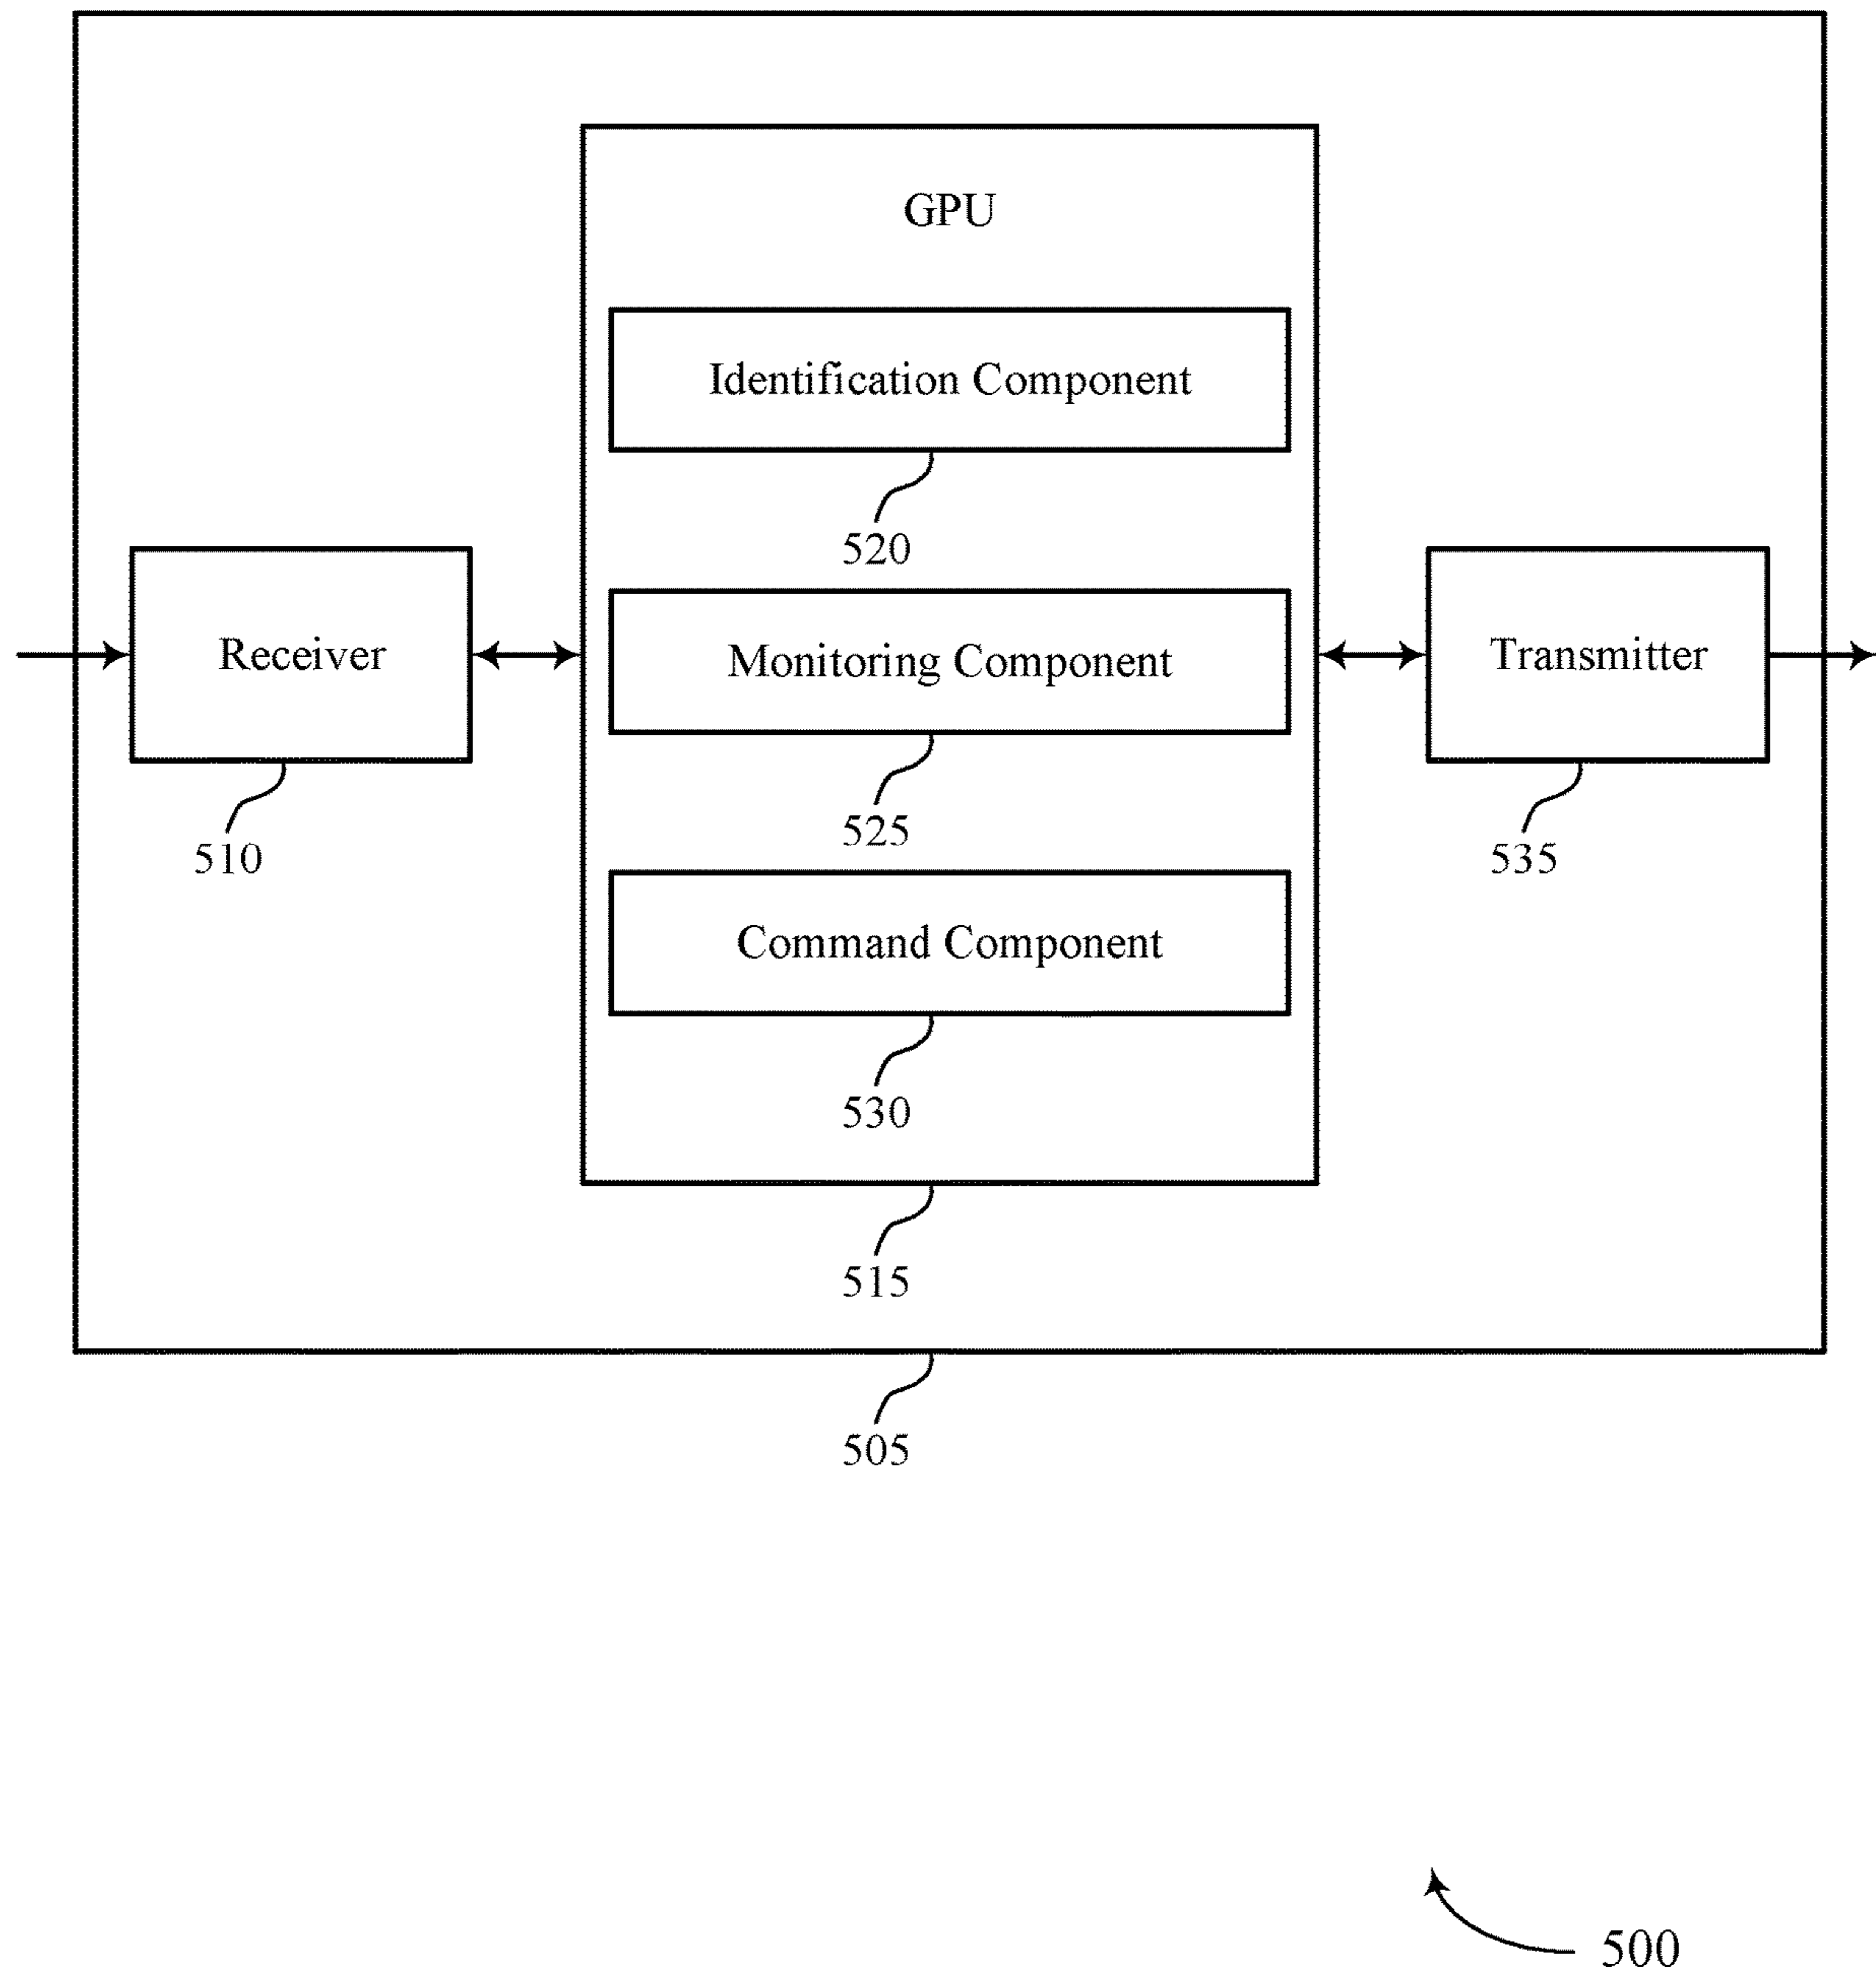 GPU
Identification Component
520
Receiver
Monitoring Component
Transmitter
510
525
535
Command Component
530
515
505
500